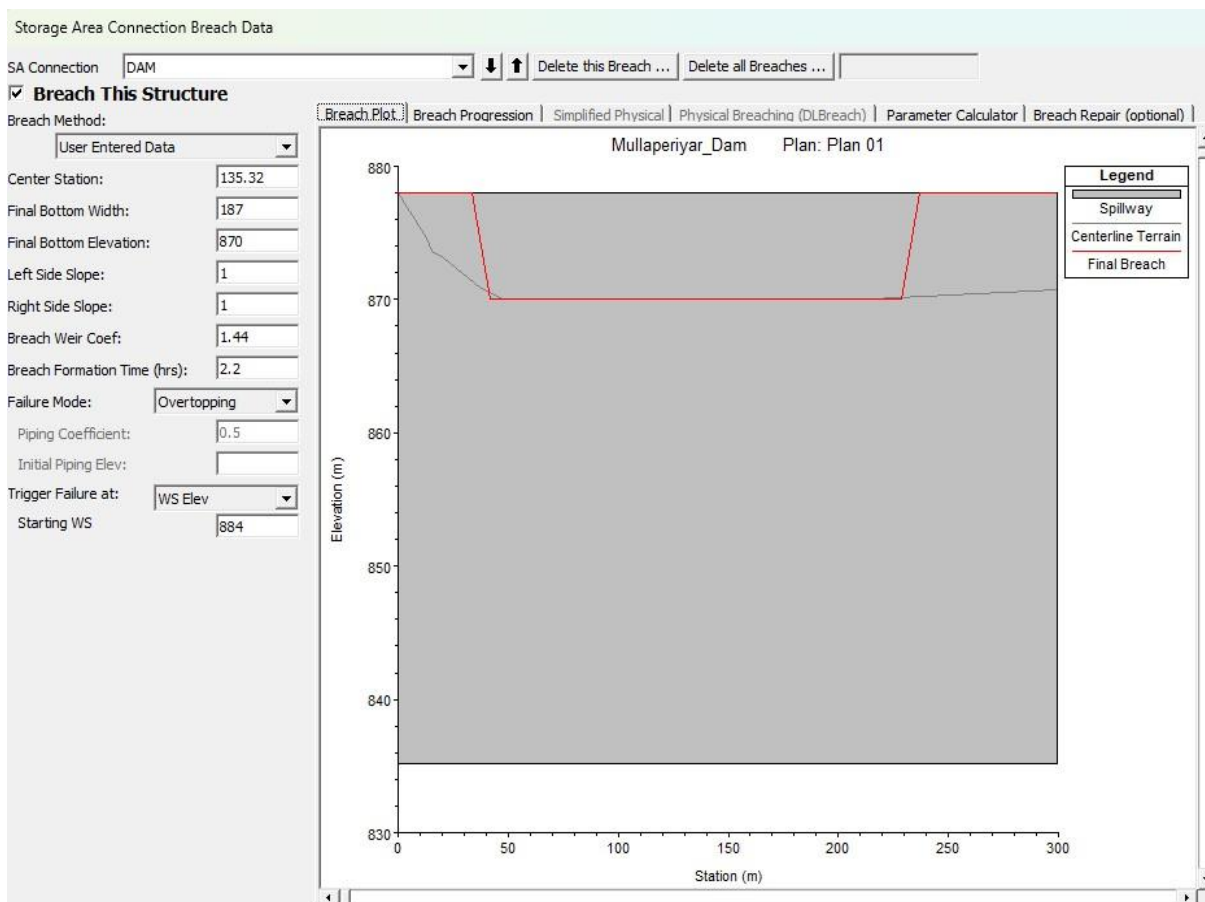 Storage Area Connection Breach Data
SA Connection DAM Delete this Breach ... Delete all Breaches ...
Breach This Structure
Breach Method:
User Entered Data
Center Station: 135.32
Final Bottom Width: 187
Final Bottom Elevation: 870
Left Side Slope: 1
Right Side Slope: 1
Breach Weir Coef: 1.44
Breach Formation Time (hrs): 2.2
Failure Mode: Overtopping
Piping Coefficient: 0.5
Initial Piping Elev:
Trigger Failure at: WS Elev
Starting WS 884
Breach Plot Breach Progression Simplified Physical Physical Breaching (DLBreach) Parameter Calculator Breach Repair (optional)
Mullaperiyar_Dam Plan: Plan 01
Legend
Spillway
Centerline Terrain
Final Breach
Elevation (m)
880
870
860
850
840
830
0 50 100 150 200 250 300
Station (m)